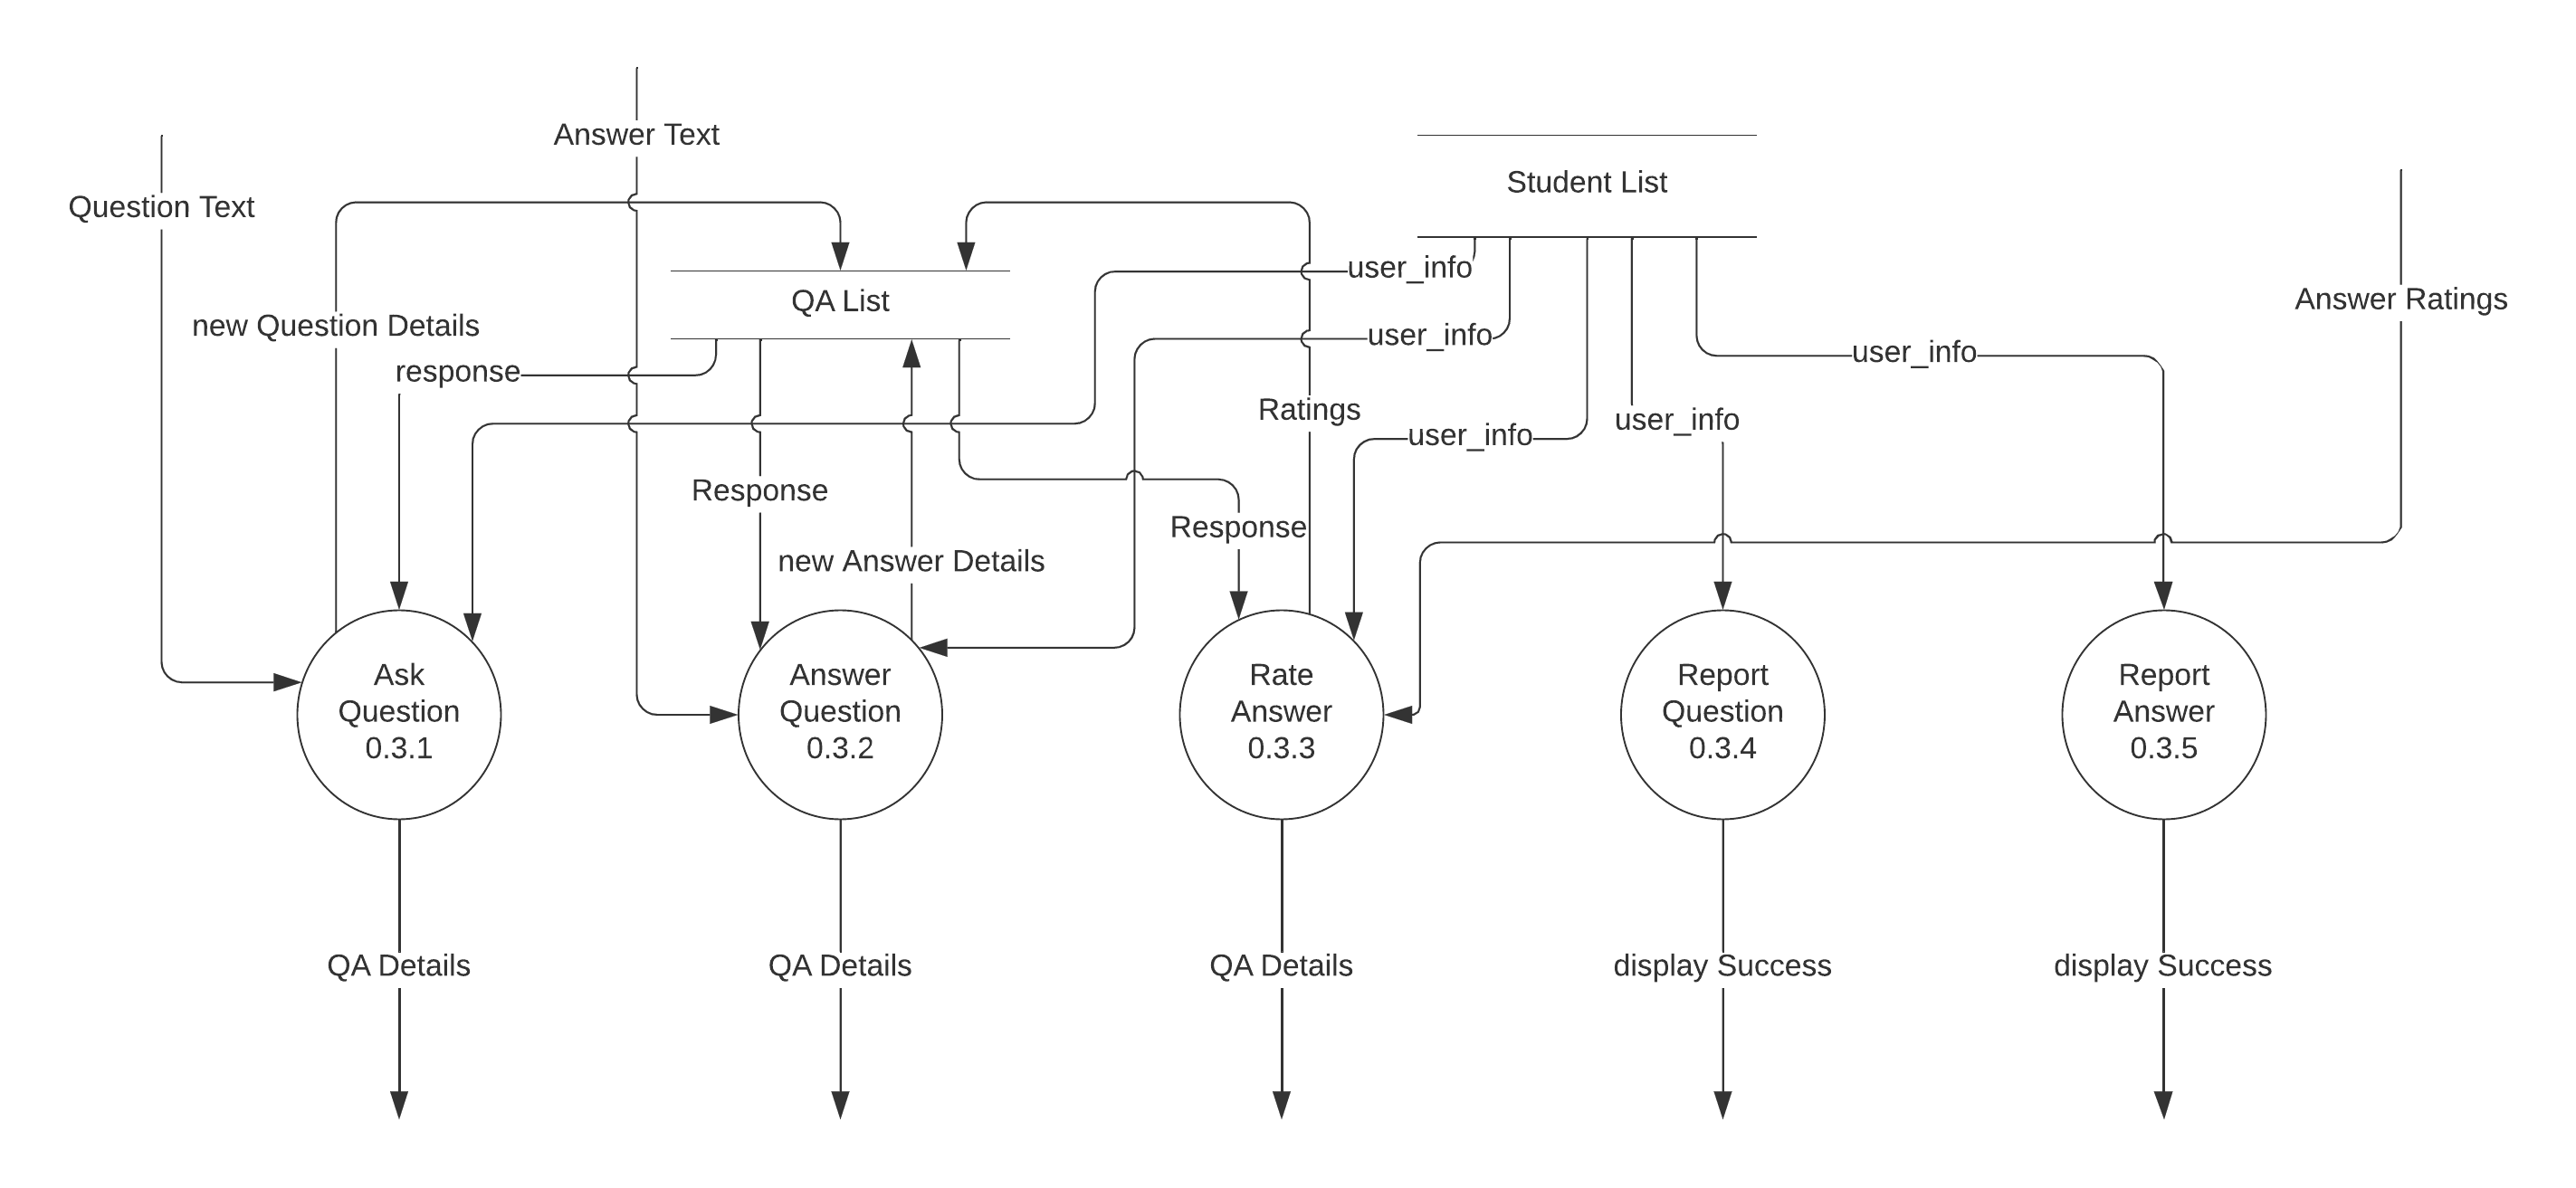 Answer Text
Student List
Question Text
user_info
QA List
Answer Ratings
new Question Details
user_info
user_info
response
Ratings
user_info
user_info
Response
Response
new Answer Details
Ask
Question
0.3.1
Answer
Question
0.3.2
Rate
Answer
0.3.3
Report
Question
0.3.4
Report
Answer
0.3.5
QA Details
QA Details
QA Details
display Success
display Success